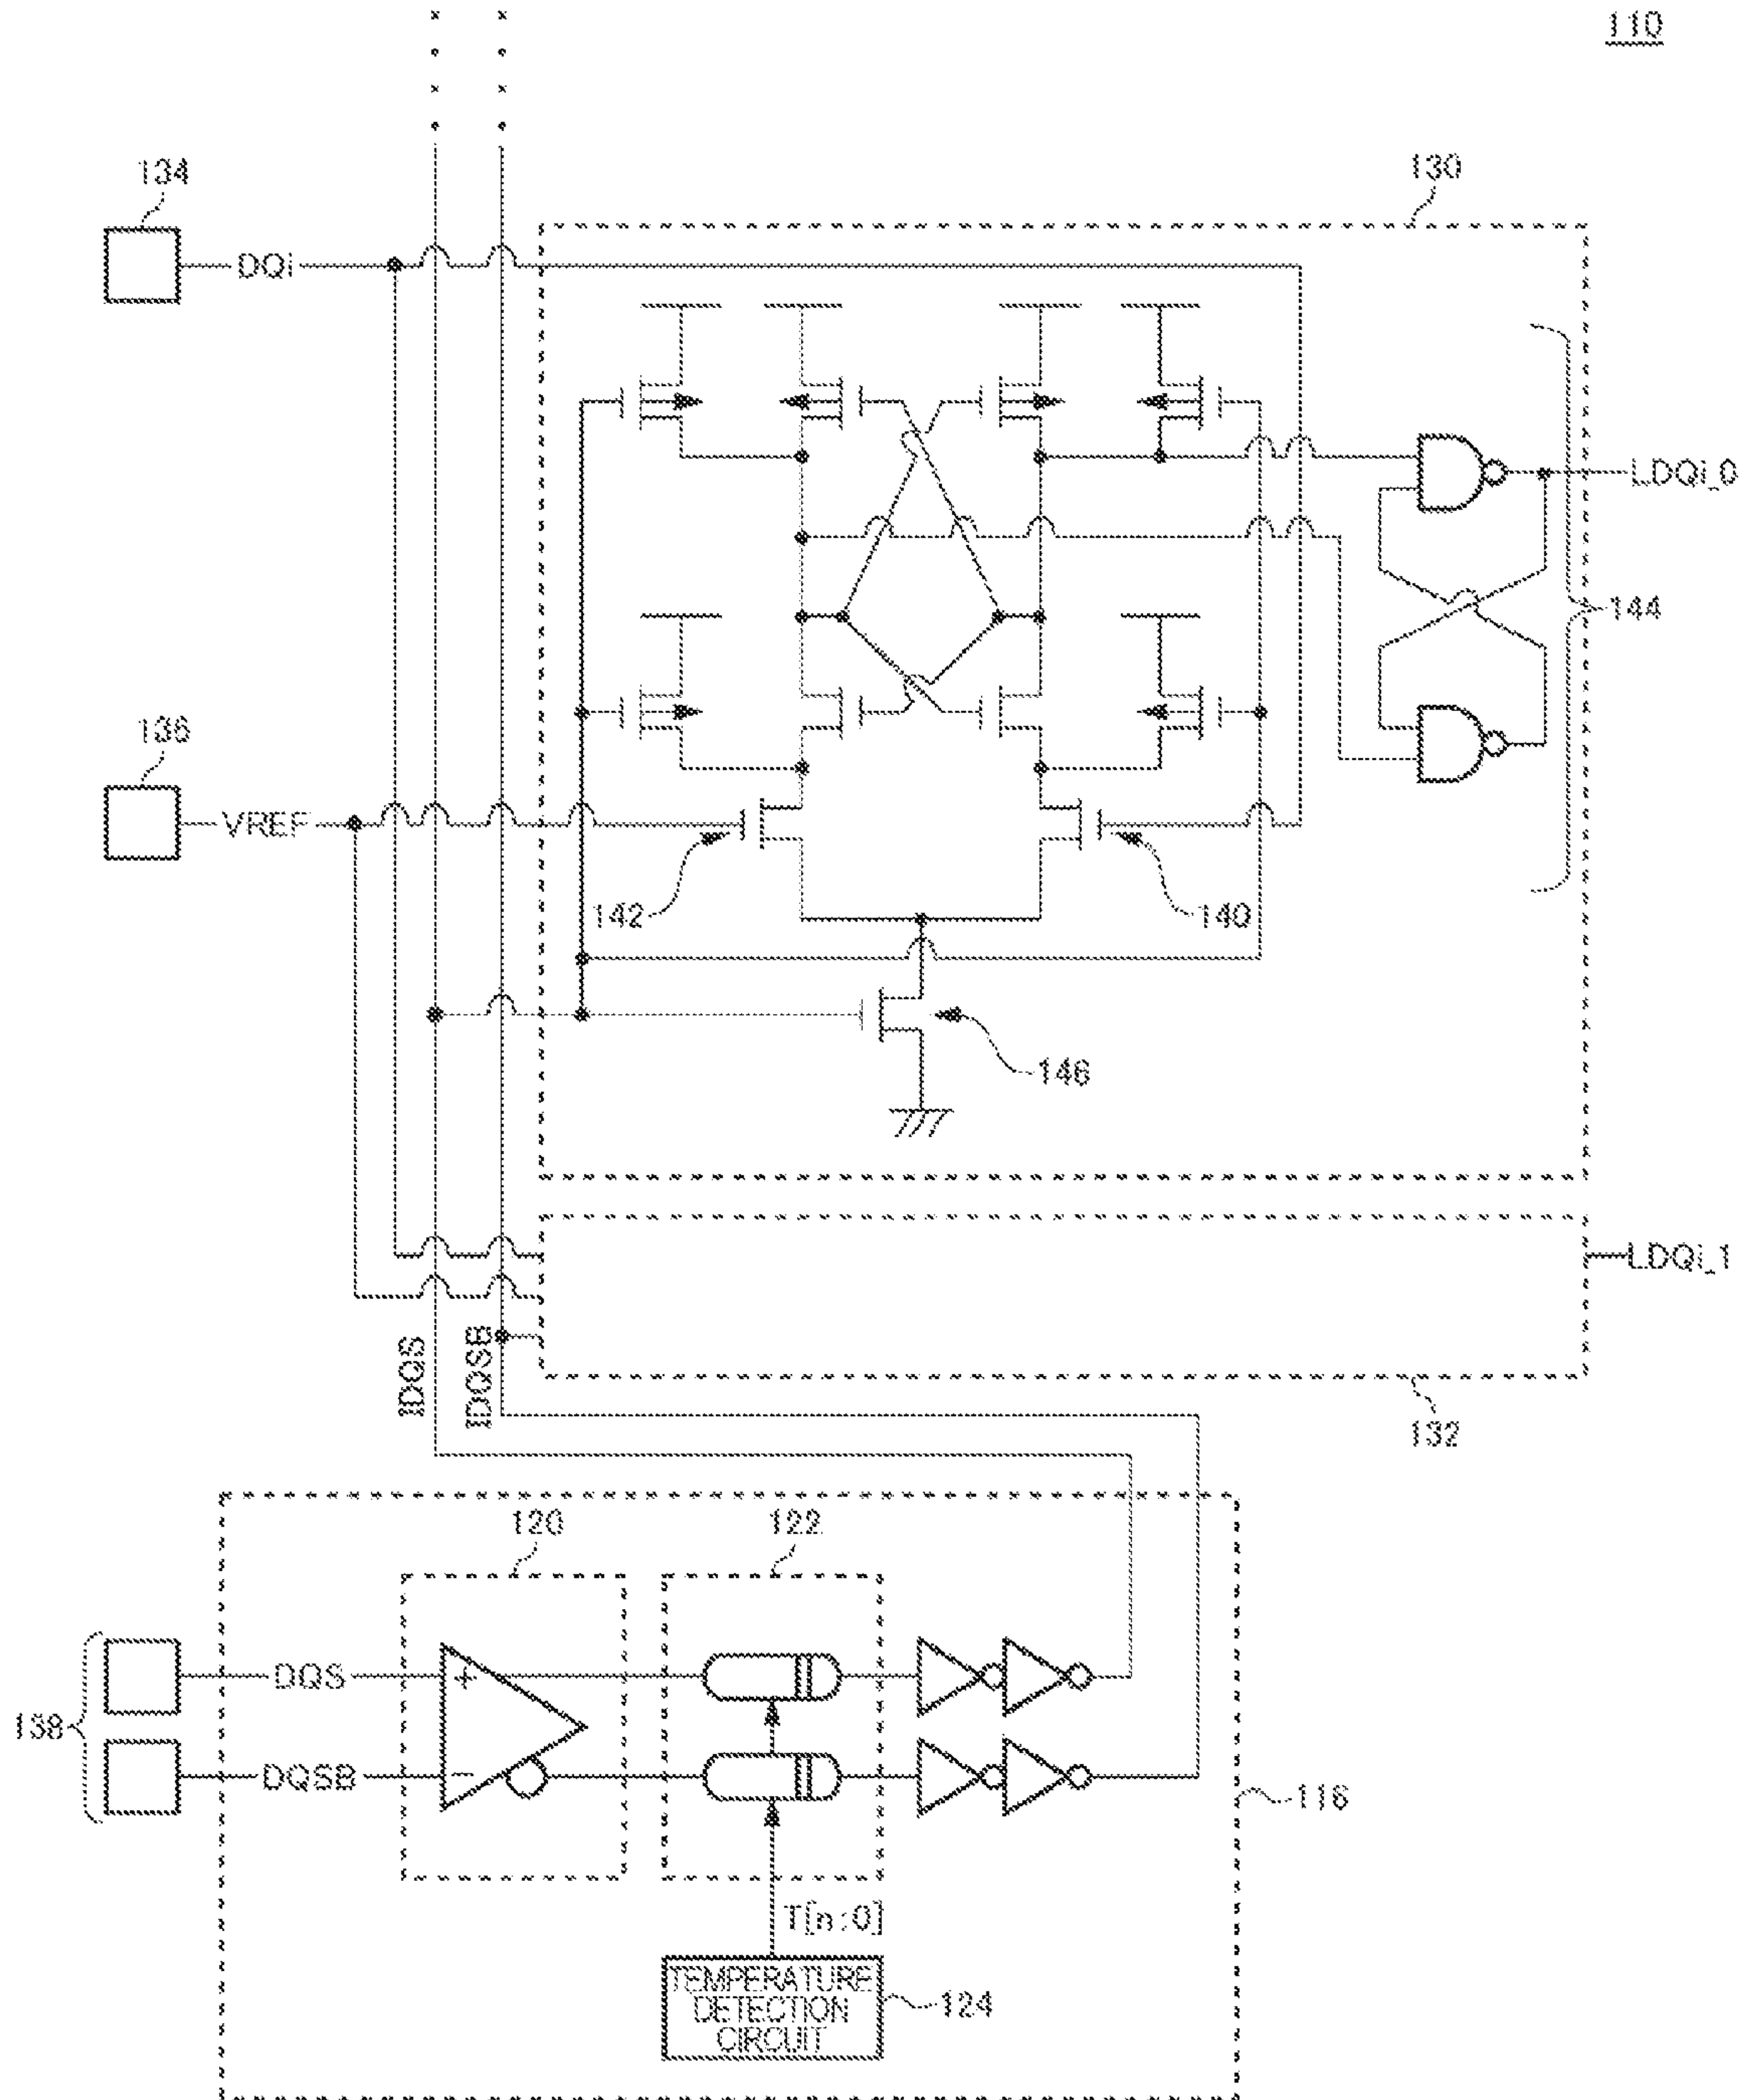 110
134
130
DQi
LDQi_0
144
136
VREF
142
140
146
LDQi_1
IDQS
IDQSB
132
120
122
138
DQS
+
DQSB
−
116
T[n:0]
TEMPERATURE
DETECTION
CIRCUIT
124